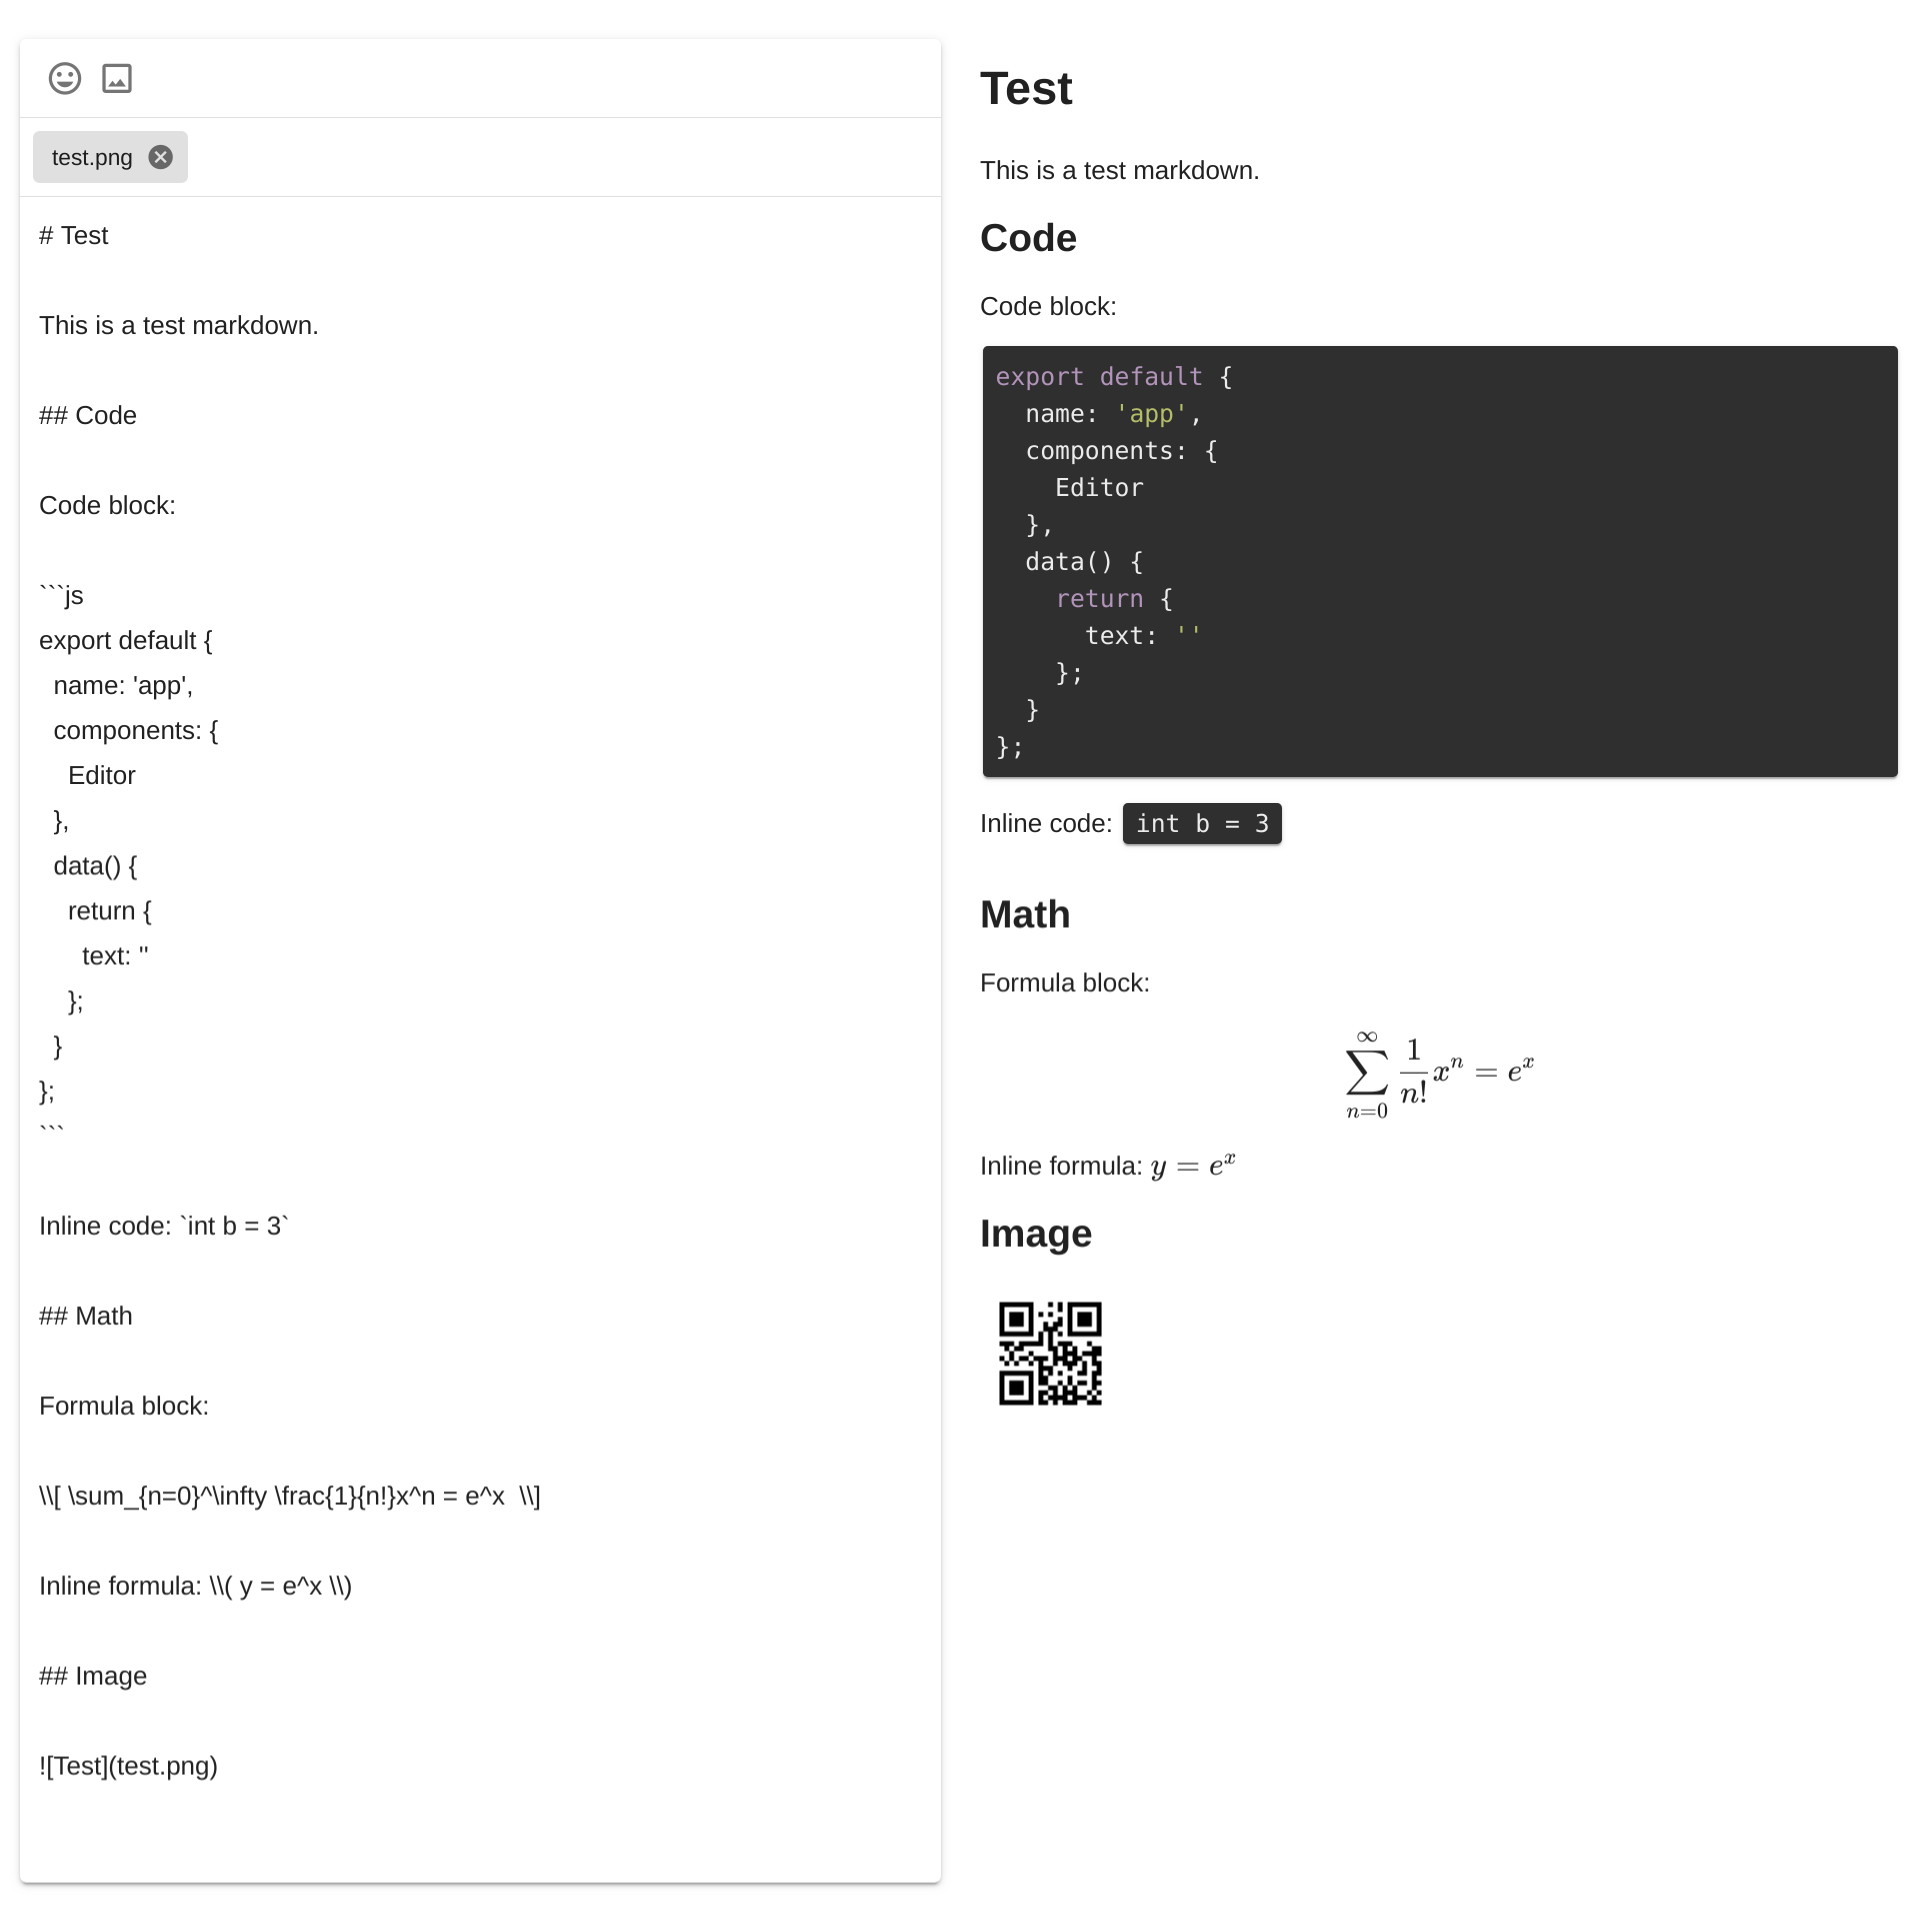 test.png
# Test
This is a test markdown.
## Code
Code block:
```js
export default {
  name: 'app',
  components: {
    Editor
  },
  data() {
    return {
      text: ''
    };
  }
};
```
Inline code: `int b = 3`
## Math
Formula block:
\\[ \sum_{n=0}^\infty \frac{1}{n!}x^n = e^x  \\]
Inline formula: \\( y = e^x \\)
## Image
![Test](test.png)
Test
This is a test markdown.
Code
Code block:
export default {
  name: 'app',
  components: {
    Editor
  },
  data() {
    return {
      text: ''
    };
  }
};
Inline code: int b = 3
Math
Formula block:
∑_{n=0}^{∞} \frac{1}{n!} x^n = e^x
Inline formula: y = e^x
Image